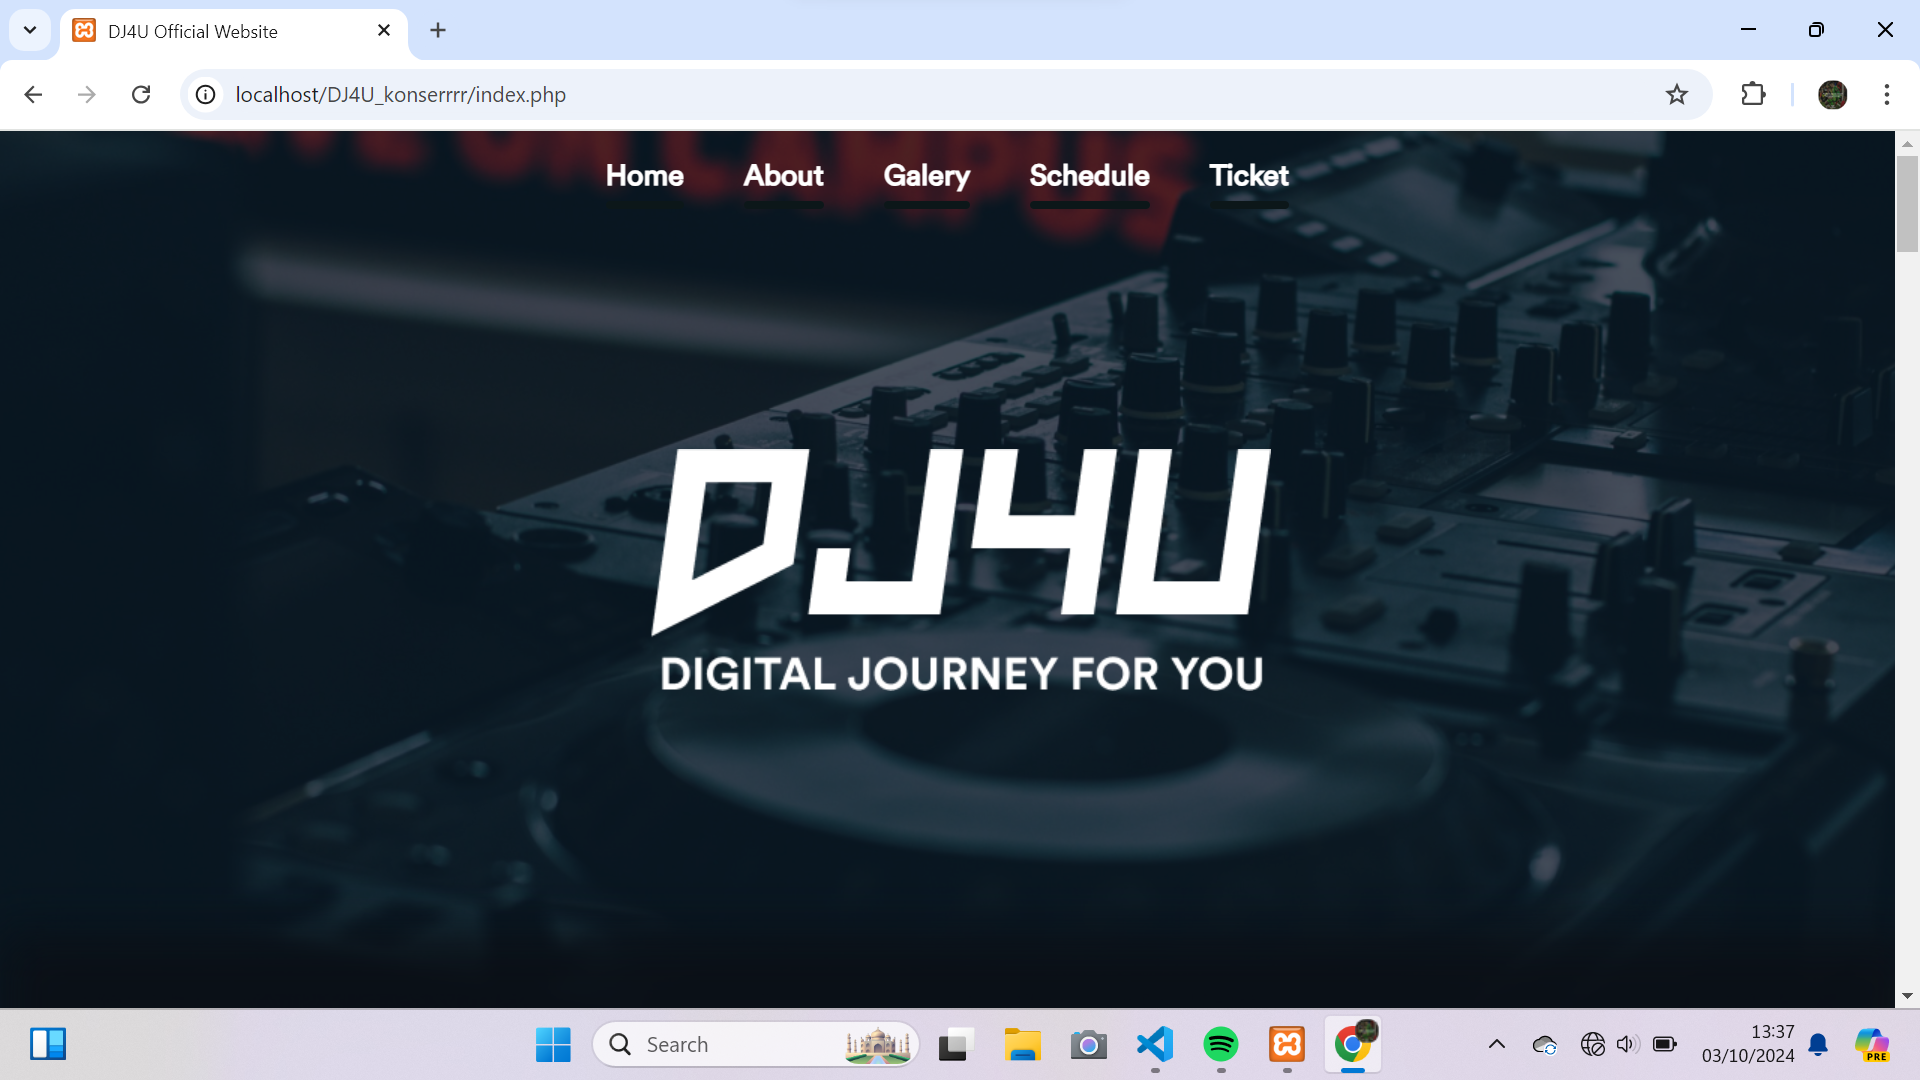 DJ4U Official Website
localhost/DJ4U_konserrrr/index.php
Home About Galery Schedule Ticket
DJ4U
DIGITAL JOURNEY FOR YOU
Search
13:37
03/10/2024
PRE